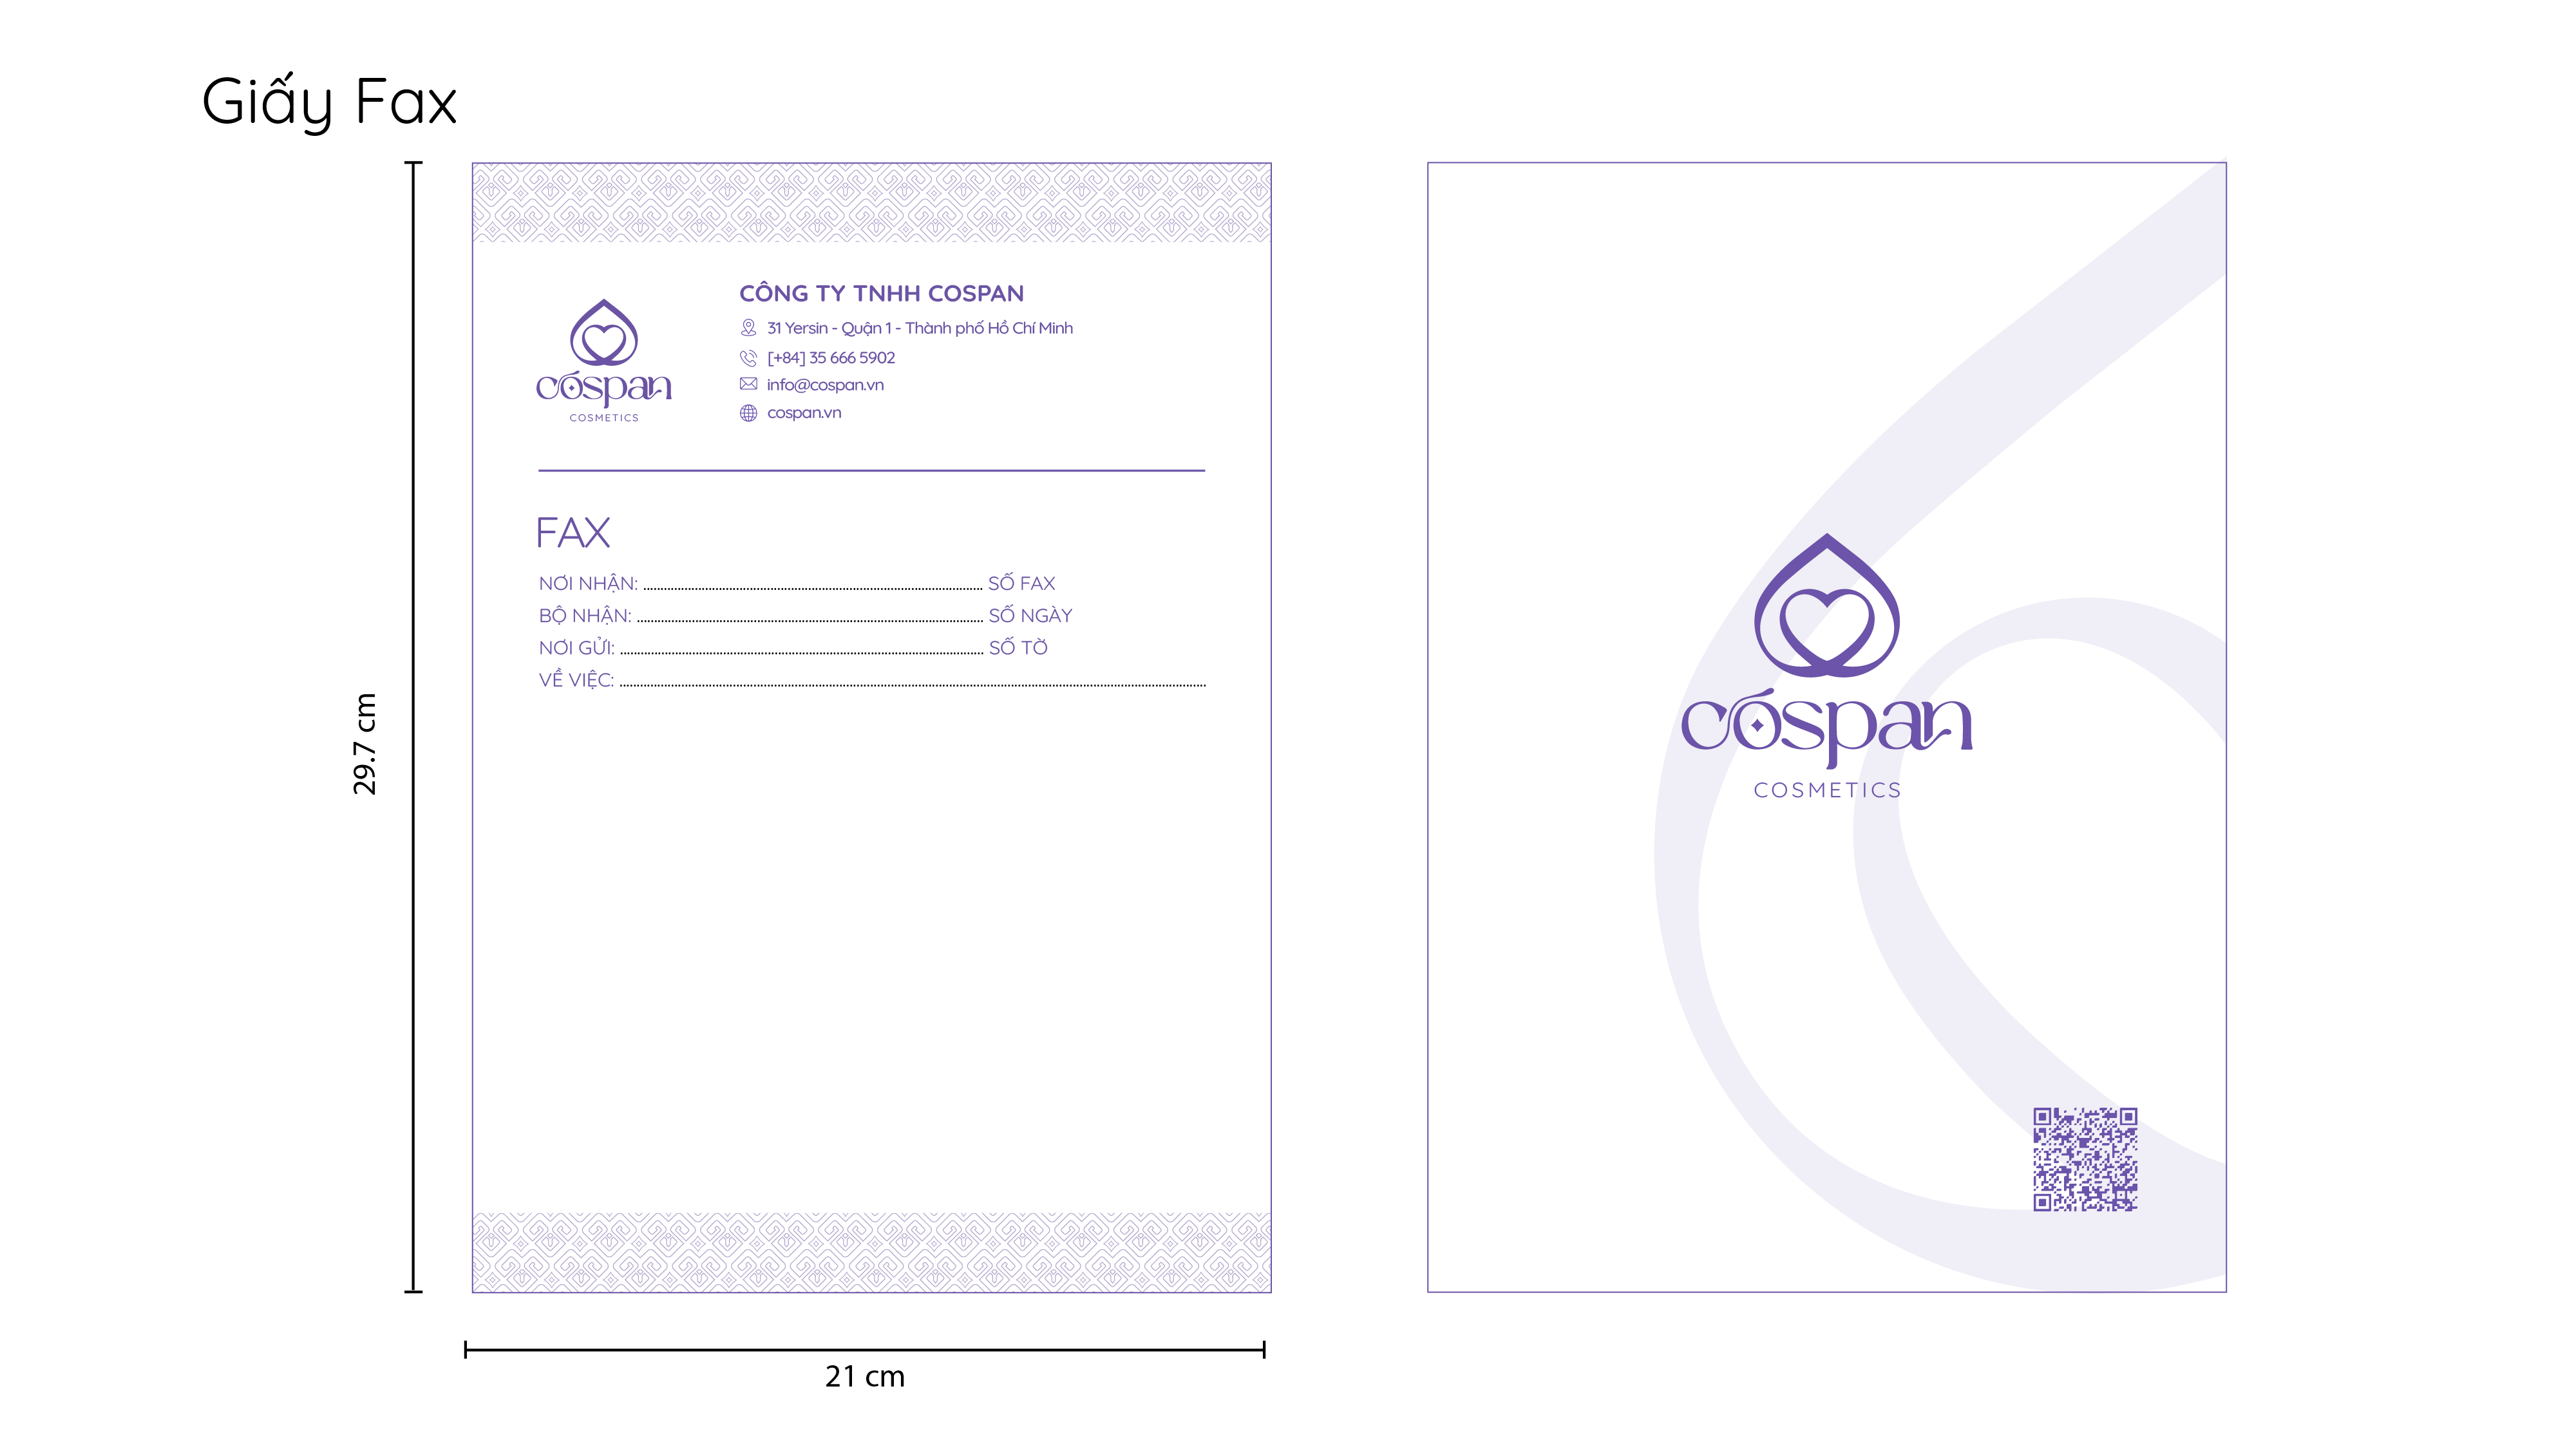 Giấy Fax
29.7 cm
cóspan
COSMETICS
CÔNG TY TNHH COSPAN
31 Yersin - Quận 1 - Thành phố Hồ Chí Minh
[+84] 35 666 5902
info@cospan.vn
cospan.vn
FAX
NƠI NHẬN: SỐ FAX
BỘ NHẬN: SỐ NGÀY
NƠI GỬI: SỐ TỜ
VỀ VIỆC:
21 cm
cóspan
COSMETICS